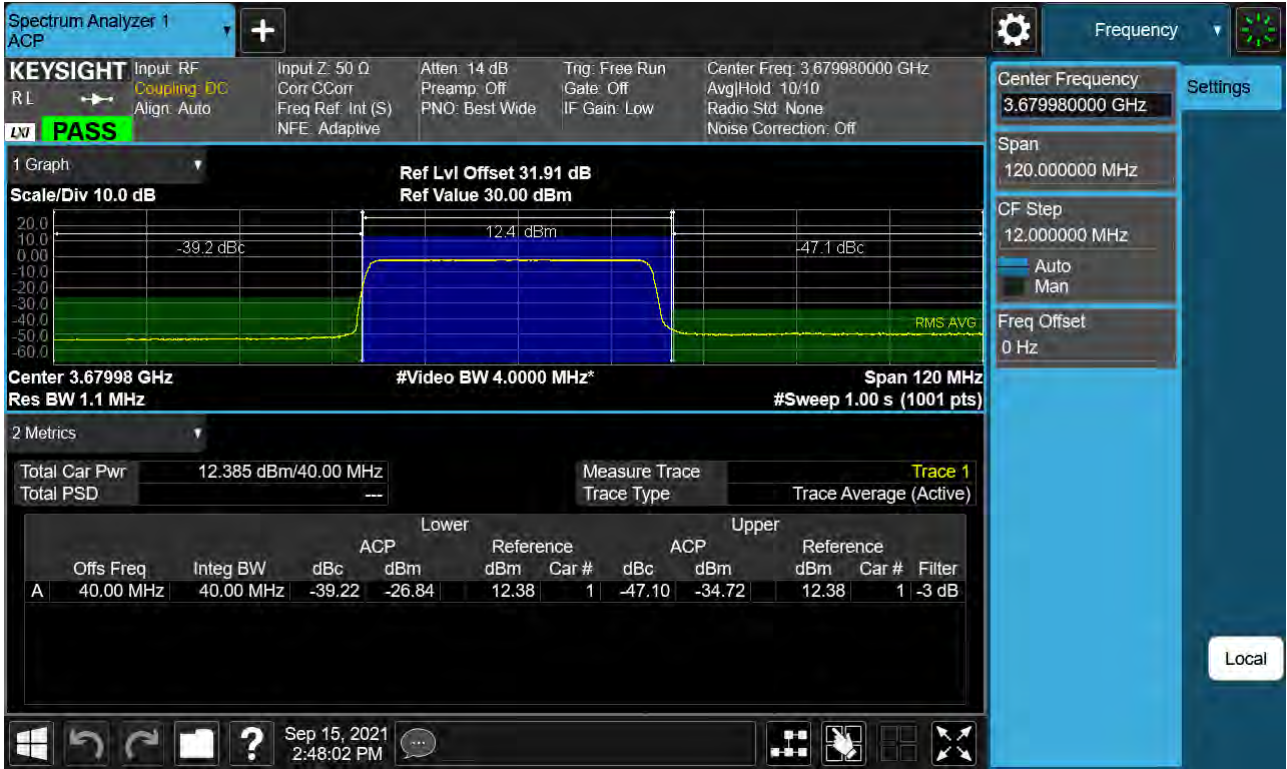 Spectrum Analyzer 1
ACP
Frequency
KEYSIGHT
R L
LXI
PASS
Input: RF
Coupling: DC
Align: Auto
Input Z: 50 Ω
Corr CCorr
Freq Ref: Int (S)
NFE: Adaptive
Atten: 14 dB
Preamp: Off
PNO: Best Wide
Trig: Free Run
Gate: Off
IF Gain: Low
Center Freq: 3.679980000 GHz
Avg|Hold: 10/10
Radio Std: None
Noise Correction: Off
Center Frequency
3.679980000 GHz
Settings
Span
120.000000 MHz
CF Step
12.000000 MHz
Auto
Man
Freq Offset
0 Hz
1 Graph
Scale/Div 10.0 dB
Ref Lvl Offset 31.91 dB
Ref Value 30.00 dBm
20.0
10.0
0.00
-10.0
-20.0
-30.0
-40.0
-50.0
-60.0
-39.2 dBc
12.4 dBm
-47.1 dBc
RMS AVG
Center 3.67998 GHz
#Video BW 4.0000 MHz*
Span 120 MHz
Res BW 1.1 MHz
#Sweep 1.00 s (1001 pts)
2 Metrics
Total Car Pwr 12.385 dBm/40.00 MHz
Total PSD ---
Measure Trace Trace 1
Trace Type Trace Average (Active)
Lower Upper
ACP Reference ACP Reference
Offs Freq Integ BW dBc dBm dBm Car # dBc dBm dBm Car # Filter
A 40.00 MHz 40.00 MHz -39.22 -26.84 12.38 1 -47.10 -34.72 12.38 1 -3 dB
Local
?
Sep 15, 2021
2:48:02 PM